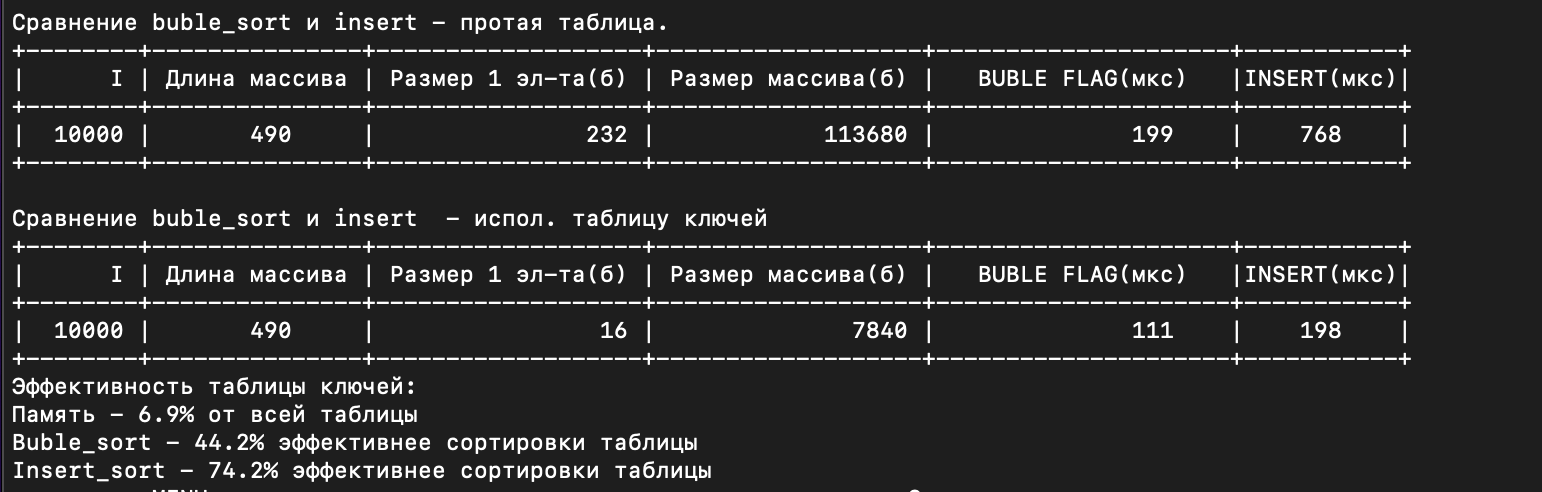 Сравнение buble_sort и insert – протая таблица.
+--------+---------------+-------------------+-------------------+---------------------+-----------+
|      I | Длина массива | Размер 1 эл-та(б) | Размер массива(б) |   BUBLE FLAG(мкс)   |INSERT(мкс)|
+--------+---------------+-------------------+-------------------+---------------------+-----------+
|  10000 |       490     |               232 |            113680 |              199    |    768    |
+--------+---------------+-------------------+-------------------+---------------------+-----------+
Сравнение buble_sort и insert  – испол. таблицу ключей
+--------+---------------+-------------------+-------------------+---------------------+-----------+
|      I | Длина массива | Размер 1 эл-та(б) | Размер массива(б) |   BUBLE FLAG(мкс)   |INSERT(мкс)|
+--------+---------------+-------------------+-------------------+---------------------+-----------+
|  10000 |       490     |                16 |              7840 |              111    |    198    |
+--------+---------------+-------------------+-------------------+---------------------+-----------+
Эффективность таблицы ключей:
Память – 6.9% от всей таблицы
Buble_sort – 44.2% эффективнее сортировки таблицы
Insert_sort – 74.2% эффективнее сортировки таблицы